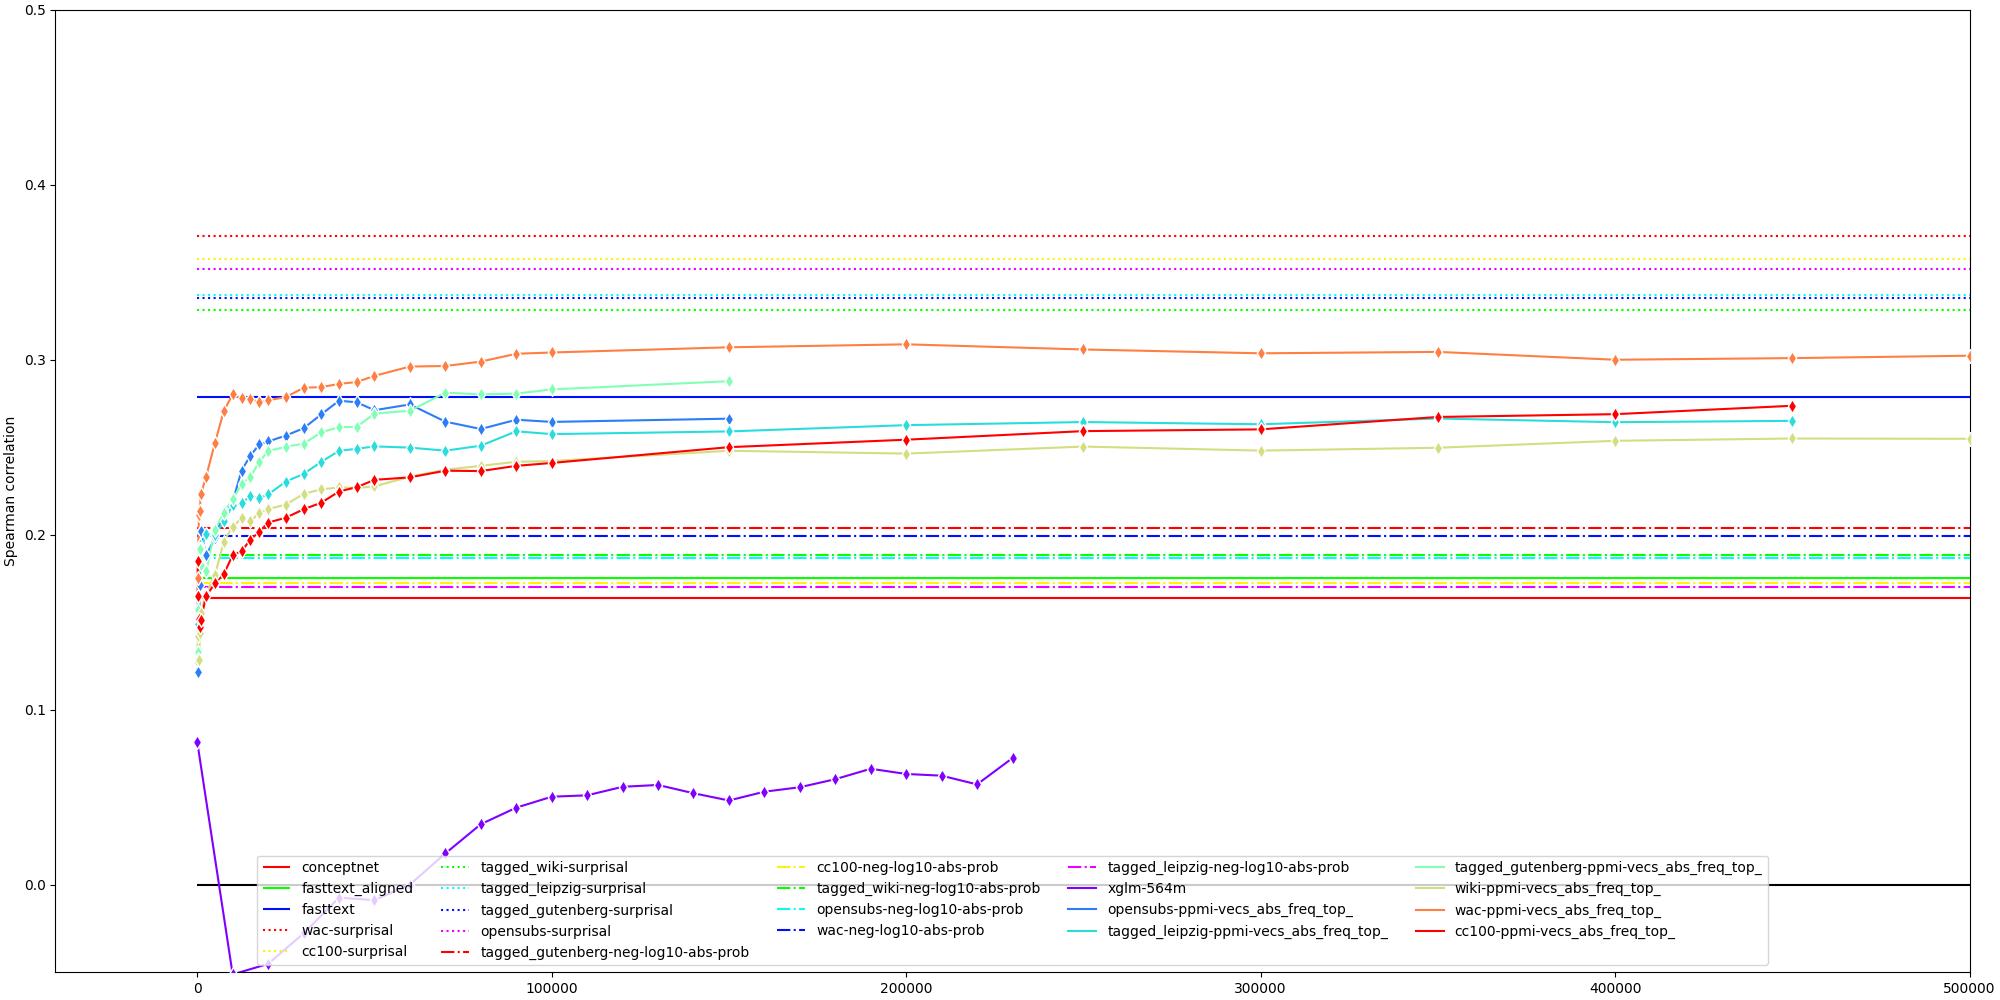 0.5
0.4
0.3
0.2
0.1
0.0
Spearman correlation
conceptnet
fasttext_aligned
fasttext
wac-surprisal
cc100-surprisal
tagged_wiki-surprisal
tagged_leipzig-surprisal
tagged_gutenberg-surprisal
opensubs-surprisal
tagged_gutenberg-neg-log10-abs-prob
cc100-neg-log10-abs-prob
tagged_wiki-neg-log10-abs-prob
opensubs-neg-log10-abs-prob
wac-neg-log10-abs-prob
tagged_leipzig-neg-log10-abs-prob
xglm-564m
opensubs-ppmi-vecs_abs_freq_top_
tagged_leipzig-ppmi-vecs_abs_freq_top_
tagged_gutenberg-ppmi-vecs_abs_freq_top_
wiki-ppmi-vecs_abs_freq_top_
wac-ppmi-vecs_abs_freq_top_
cc100-ppmi-vecs_abs_freq_top_
0 100000 200000 300000 400000 500000